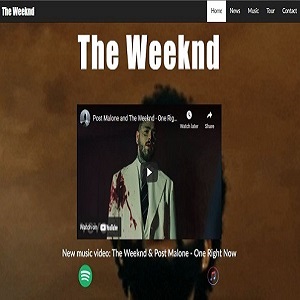 The Weeknd
Home News Music Tour Contact
The Weeknd
Post Malone and The Weeknd - One Rig...
Watch later Share
Watch on YouTube
New music video: The Weeknd & Post Malone - One Right Now